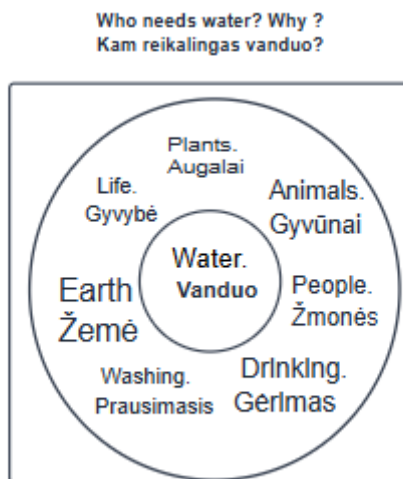 Who needs water? Why ?
Kam reikalingas vanduo?
Plants.
Augalai
Life.
Gyvybė
Animals.
Gyvūnai
Water.
Vanduo
Earth
Žemė
People.
Žmonės
Washing.
Prausimasis
Drinking.
Gėrimas